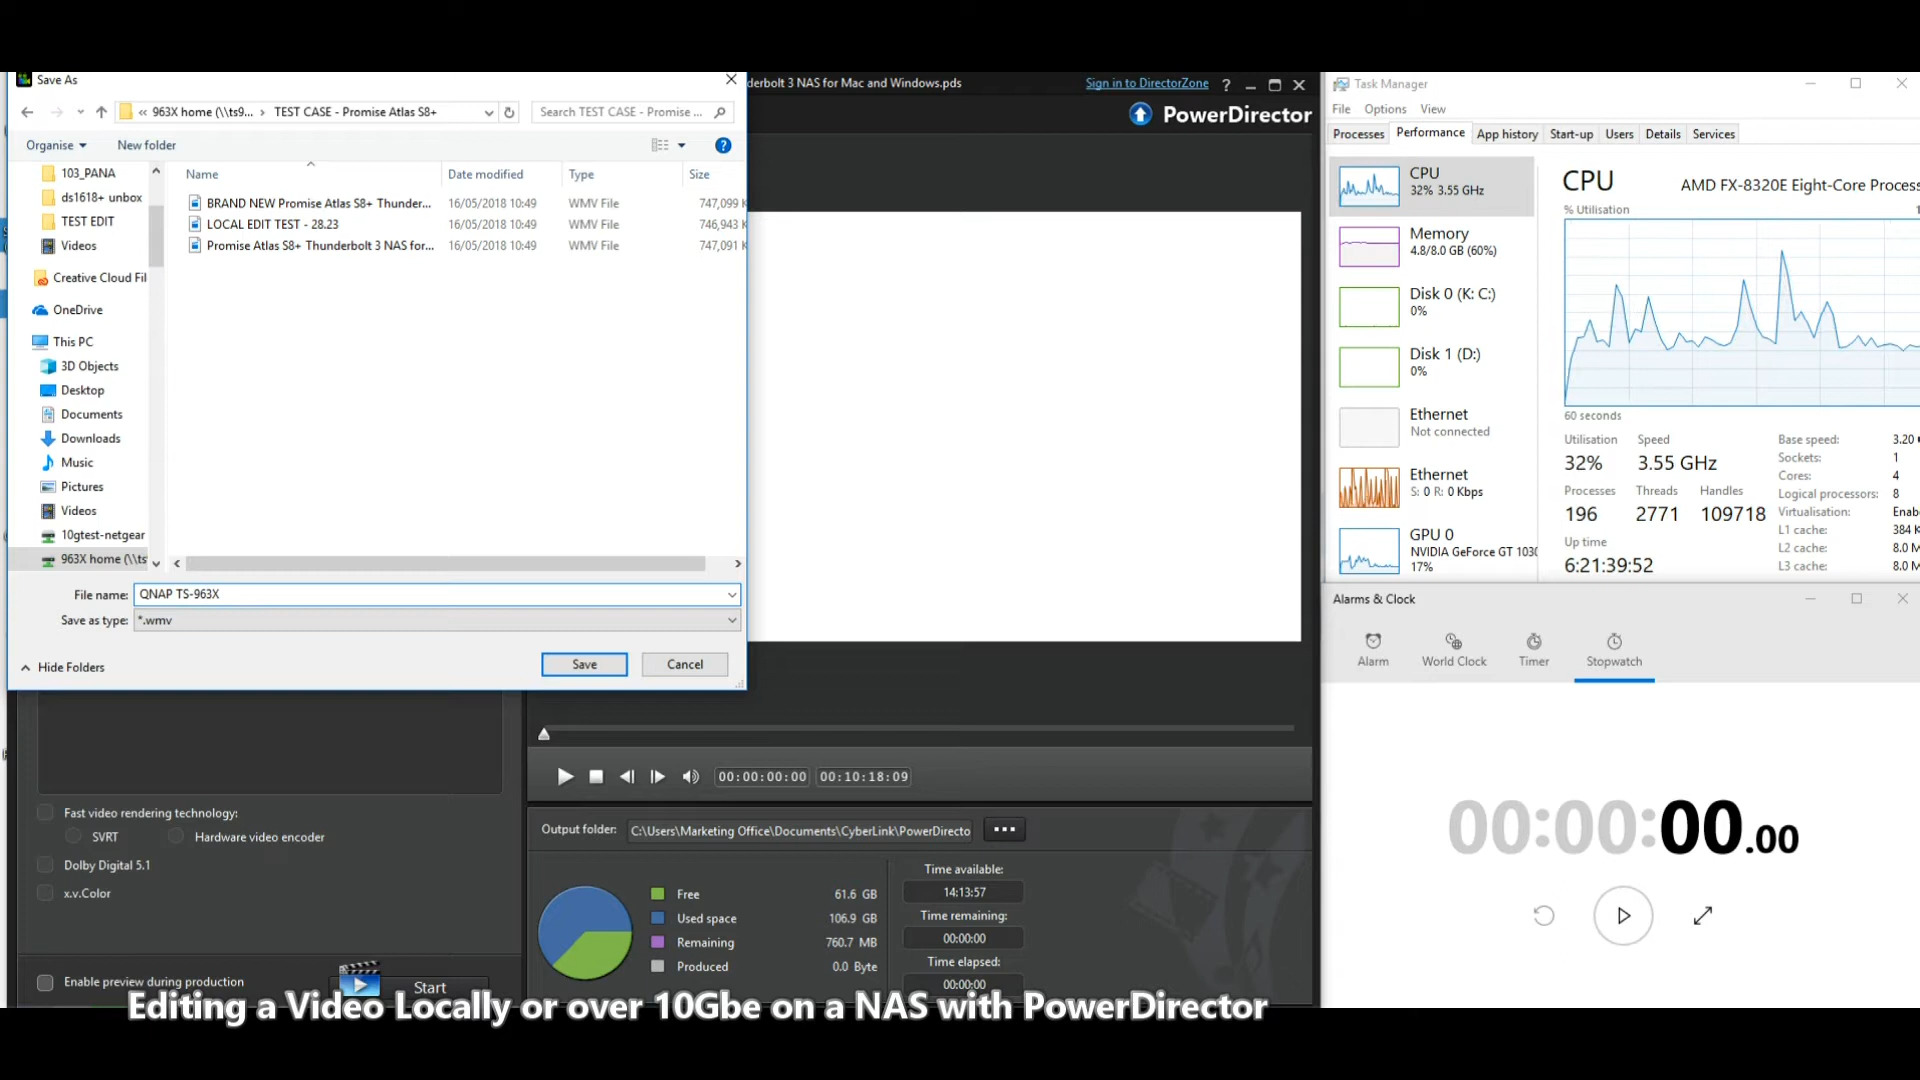 Save As
« 963X home (\\ts9... > TEST CASE - Promise Atlas S8+
Search TEST CASE - Promise ...
Organise
New folder
103_PANA
ds1618+ unbox
TEST EDIT
Videos
Creative Cloud Fil
OneDrive
This PC
3D Objects
Desktop
Documents
Downloads
Music
Pictures
Videos
10gtest-netgear
963X home (\\ts
Name Date modified Type Size
BRAND NEW Promise Atlas S8+ Thunder... 16/05/2018 10:49 WMV File 747,099 K
LOCAL EDIT TEST - 28.23 16/05/2018 10:49 WMV File 746,943 K
Promise Atlas S8+ Thunderbolt 3 NAS for... 16/05/2018 10:49 WMV File 747,091 K
File name: QNAP TS-963X
Save as type: *.wmv
Hide Folders
Save
Cancel
derbolt 3 NAS for Mac and Windows.pds
Sign in to DirectorZone
?
PowerDirector
00:00:00:00
00:10:18:09
Fast video rendering technology:
SVRT
Hardware video encoder
Dolby Digital 5.1
x.v.Color
Enable preview during production
Start
Output folder: C:\Users\Marketing Office\Documents\CyberLink\PowerDirecto
...
Free 61.6 GB
Used space 106.9 GB
Remaining 760.7 MB
Produced 0.0 Byte
Time available:
14:13:57
Time remaining:
00:00:00
Time elapsed:
00:00:00
Task Manager
File Options View
Processes Performance App history Start-up Users Details Services
CPU
32% 3.55 GHz
Memory
4.8/8.0 GB (60%)
Disk 0 (K: C:)
0%
Disk 1 (D:)
0%
Ethernet
Not connected
Ethernet
S: 0 R: 0 Kbps
GPU 0
NVIDIA GeForce GT 1030
17%
CPU
AMD FX-8320E Eight-Core Process
% Utilisation
1
60 seconds
Utilisation Speed
32% 3.55 GHz
Processes Threads Handles
196 2771 109718
Up time
6:21:39:52
Base speed: 3.20
Sockets: 1
Cores: 4
Logical processors: 8
Virtualisation: Enab
L1 cache: 384 K
L2 cache: 8.0 M
L3 cache: 8.0 M
Alarms & Clock
Alarm
World Clock
Timer
Stopwatch
00:00:00.00
Editing a Video Locally or over 10Gbe on a NAS with PowerDirector